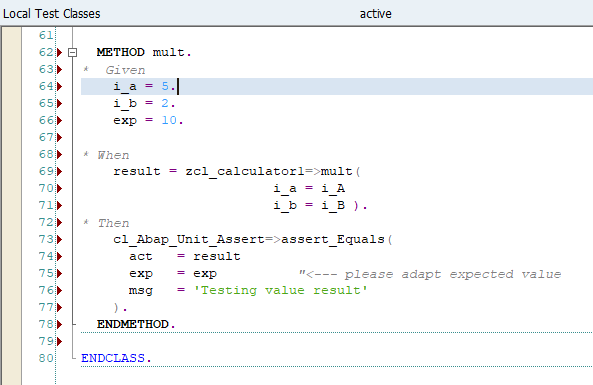 Local Test Classes active
61
62 METHOD mult.
63 * Given
64 i_a = 5.
65 i_b = 2.
66 exp = 10.
67
68 * When
69 result = zcl_calculator1=>mult(
70 i_a = i_A
71 i_b = i_B ).
72 * Then
73 cl_Abap_Unit_Assert=>assert_Equals(
74 act = result
75 exp = exp "<--- please adapt expected value
76 msg = 'Testing value result'
77 ).
78 ENDMETHOD.
79
80 ENDCLASS.